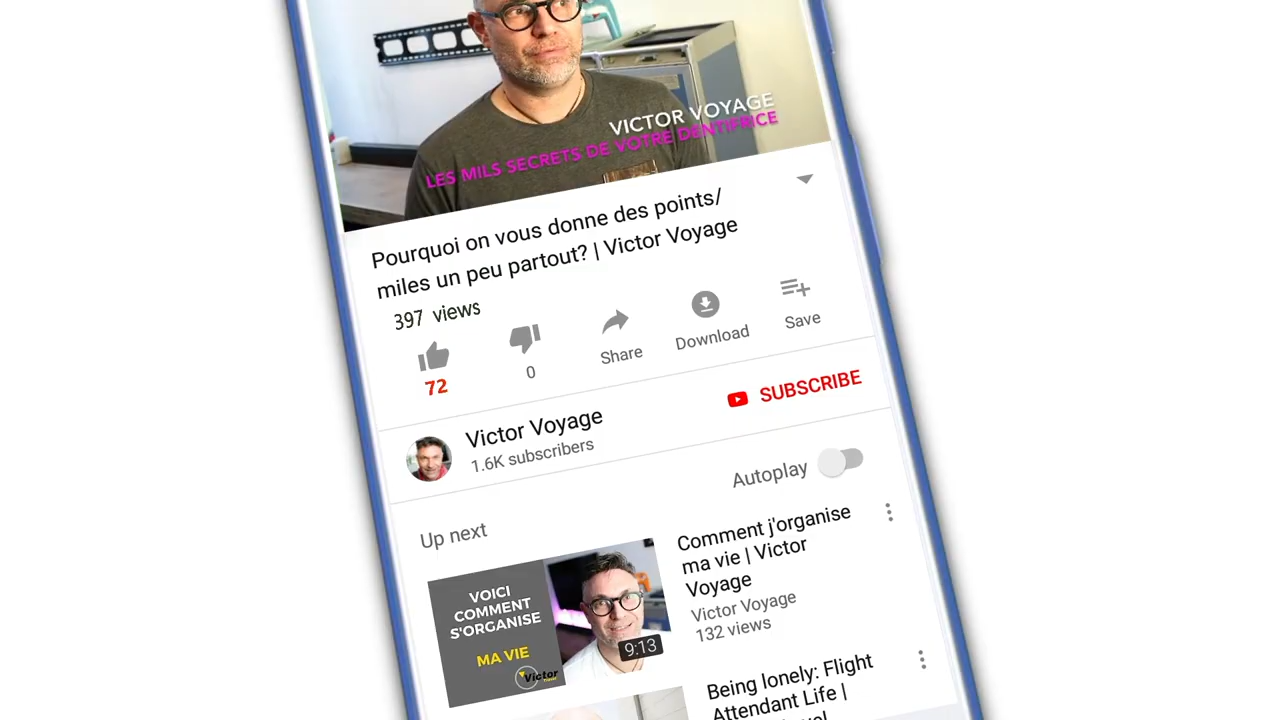 VICTOR VOYAGE
LES MILS SECRETS DE VOTRE DENTIFRICE
Pourquoi on vous donne des points/
miles un peu partout? | Victor Voyage
397 views
72
0
Share
Download
Save
Victor Voyage
1.6K subscribers
SUBSCRIBE
Autoplay
Up next
VOICI
COMMENT
S'ORGANISE
MA VIE
Victor
9:13
Comment j'organise
ma vie | Victor
Voyage
Victor Voyage
132 views
Being lonely: Flight
Attendant Life |